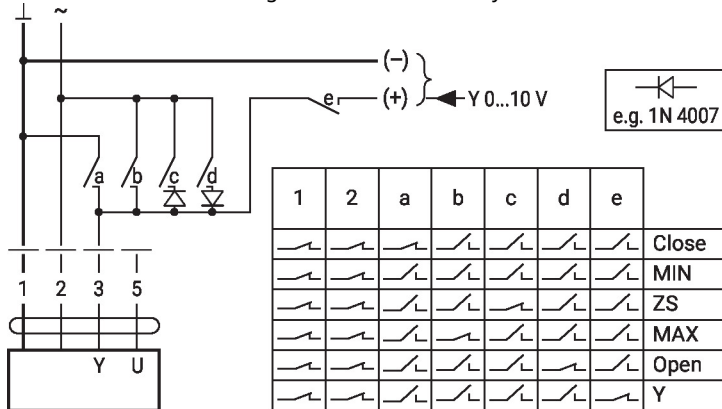 ⊥ ~
(–)
e (+) Y 0...10 V
e.g. 1N 4007
a b c d
1 2 a b c d e
Close
MIN
ZS
MAX
Open
Y
1 2 3 5
Y U